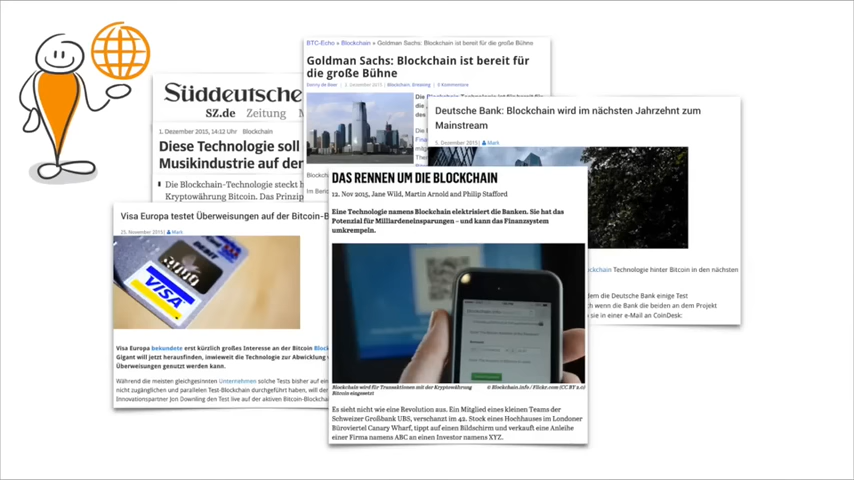 BTC-Echo » Blockchain » Goldman Sachs: Blockchain ist bereit für die große Bühne
Goldman Sachs: Blockchain ist bereit für
die große Bühne
2. Dezember 2015 | Blockchain, Investing | 0 Kommentare
Süddeutsche
SZ.de Zeitung
1. Dezember 2015, 14:12 Uhr Blockchain
Diese Technologie soll
Musikindustrie auf den
Die Blockchain-Technologie steckt h
Kryptowährung Bitcoin. Das Prinzip
Deutsche Bank: Blockchain wird im nächsten Jahrzehnt zum
Mainstream
5. Dezember 2015 | Mark
Technologie hinter Bitcoin in den nächsten
dem die Deutsche Bank einige Test
ch wenn die Bank die beiden an dem Projekt
sie in einer e-Mail an CoinDesk:
Visa Europa testet Überweisungen auf der Bitcoin-B
25. November 2015 | Mark
DEBIT
VISA
Visa Europa bekundete erst kürzlich großes Interesse an der Bitcoin Block
Gigant will jetzt herausfinden, inwieweit die Technologie zur Abwicklung v
Überweisungen genutzt werden kann.
Während die meisten gleichgesinnten Unternehmen solche Tests bisher auf ei
nicht zugänglichen und parallelen Test-Blockchain durchgeführt haben, will der
Innovationspartner Jon Downling den Test live auf der aktiven Bitcoin-Blockcha
DAS RENNEN UM DIE BLOCKCHAIN
12. Nov 2015, Jane Wild, Martin Arnold und Philip Stafford
Eine Technologie namens Blockchain elektrisiert die Banken. Sie hat das
Potenzial für Milliardeneinsparungen – und kann das Finanzsystem
umkrempeln.
Blockchain wird für Transaktionen mit der Kryptowährung © Blockchain.info / Flickr.com (CC BY 2.0)
Bitcoin eingesetzt
Es sieht nicht wie eine Revolution aus. Ein Mitglied eines kleinen Teams der
Schweizer Großbank UBS, verschanzt im 42. Stock eines Hochhauses im Londoner
Büroviertel Canary Wharf, tippt auf einen Bildschirm und verkauft eine Anleihe
einer Firma namens ABC an einen Investor namens XYZ.